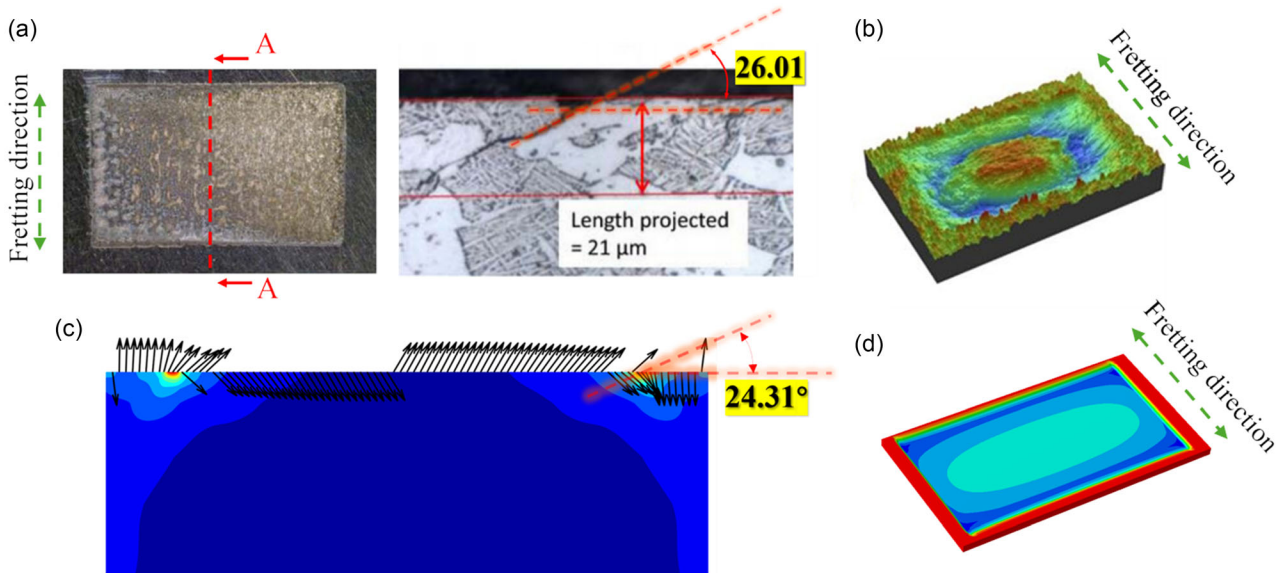 (a)
A
A
Fretting direction
26.01
Length projected
= 21 μm
(b)
Fretting direction
(c)
24.31°
(d)
Fretting direction